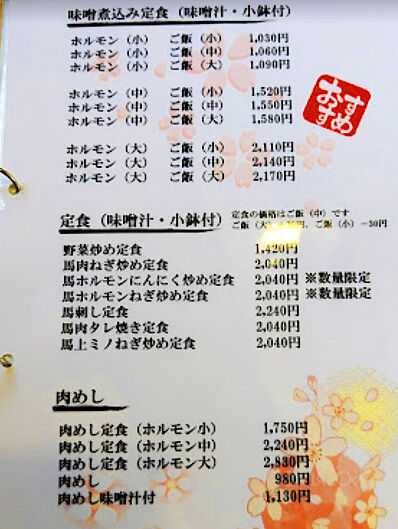 味噌煮込み定食（味噌汁・小鉢付）
ホルモン（小） ご飯（小） 1,030円
ホルモン（小） ご飯（中） 1,060円
ホルモン（小） ご飯（大） 1,090円
ホルモン（中） ご飯（小） 1,520円
ホルモン（中） ご飯（中） 1,550円
ホルモン（中） ご飯（大） 1,580円
おすすめ
ホルモン（大） ご飯（小） 2,110円
ホルモン（大） ご飯（中） 2,140円
ホルモン（大） ご飯（大） 2,170円
定食（味噌汁・小鉢付）
定食の価格はご飯（中）です
ご飯（大）、ご飯（小）−30円
野菜炒め定食 1,420円
馬肉ねぎ炒め定食 2,040円
馬ホルモンにんにく炒め定食 2,040円 ※数量限定
馬ホルモンねぎ炒め定食 2,040円 ※数量限定
馬刺し定食 2,240円
馬肉タレ焼き定食 2,040円
馬上ミノねぎ炒め定食 2,040円
肉めし
肉めし定食（ホルモン小） 1,750円
肉めし定食（ホルモン中） 2,240円
肉めし定食（ホルモン大） 2,830円
肉めし 980円
肉めし味噌汁付 1,130円